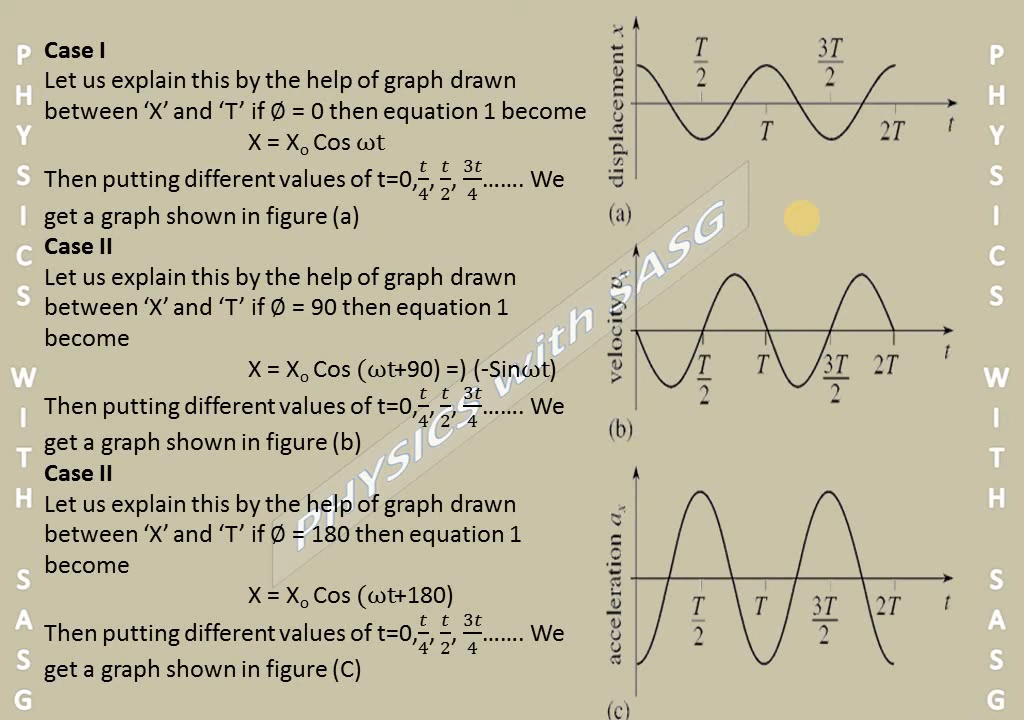 PHYSICS WITH SASG
Case I
Let us explain this by the help of graph drawn
between ‘X’ and ‘T’ if Ø = 0 then equation 1 become
X = Xₒ Cos ωt
Then putting different values of t=0,t/4, t/2, 3t/4……. We
get a graph shown in figure (a)
Case II
Let us explain this by the help of graph drawn
between ‘X’ and ‘T’ if Ø = 90 then equation 1
become
X = Xₒ Cos (ωt+90) =) (-Sinωt)
Then putting different values of t=0,t/4, t/2, 3t/4……. We
get a graph shown in figure (b)
Case II
Let us explain this by the help of graph drawn
between ‘X’ and ‘T’ if Ø = 180 then equation 1
become
X = Xₒ Cos (ωt+180)
Then putting different values of t=0,t/4, t/2, 3t/4……. We
get a graph shown in figure (C)
PHYSICS with SASG
displacement x
T/2 3T/2
T 2T t
(a)
velocity vₓ
T/2 T 3T/2 2T t
(b)
acceleration aₓ
T/2 T 3T/2 2T t
(c)
PHYSICS WITH SASG